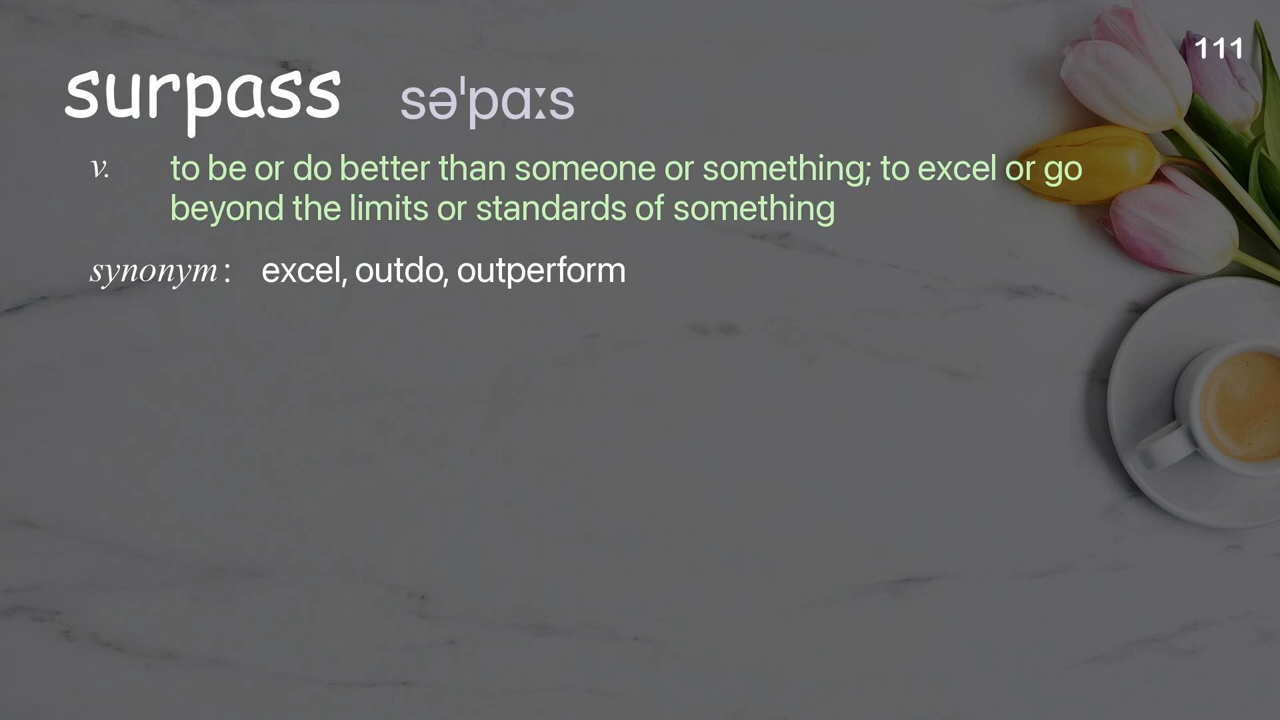 111
surpass səˈpɑːs
v. to be or do better than someone or something; to excel or go
beyond the limits or standards of something
synonym: excel, outdo, outperform